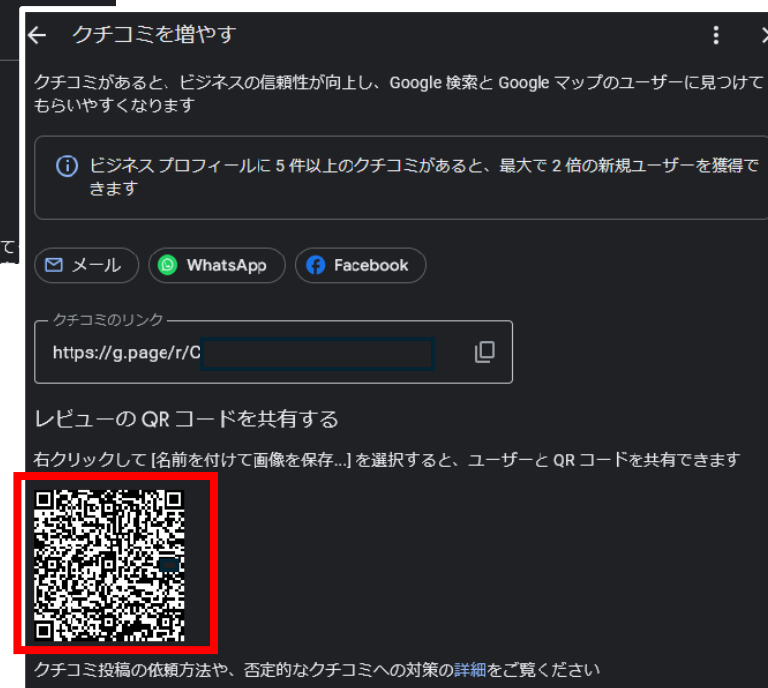 クチコミを増やす
クチコミがあると、ビジネスの信頼性が向上し、Google 検索と Google マップのユーザーに見つけて
もらいやすくなります
ビジネス プロフィールに 5 件以上のクチコミがあると、最大で 2 倍の新規ユーザーを獲得で
きます
て
メール WhatsApp Facebook
クチコミのリンク
https://g.page/r/C
レビューの QR コードを共有する
右クリックして [名前を付けて画像を保存...] を選択すると、ユーザーと QR コードを共有できます
クチコミ投稿の依頼方法や、否定的なクチコミへの対策の詳細をご覧ください